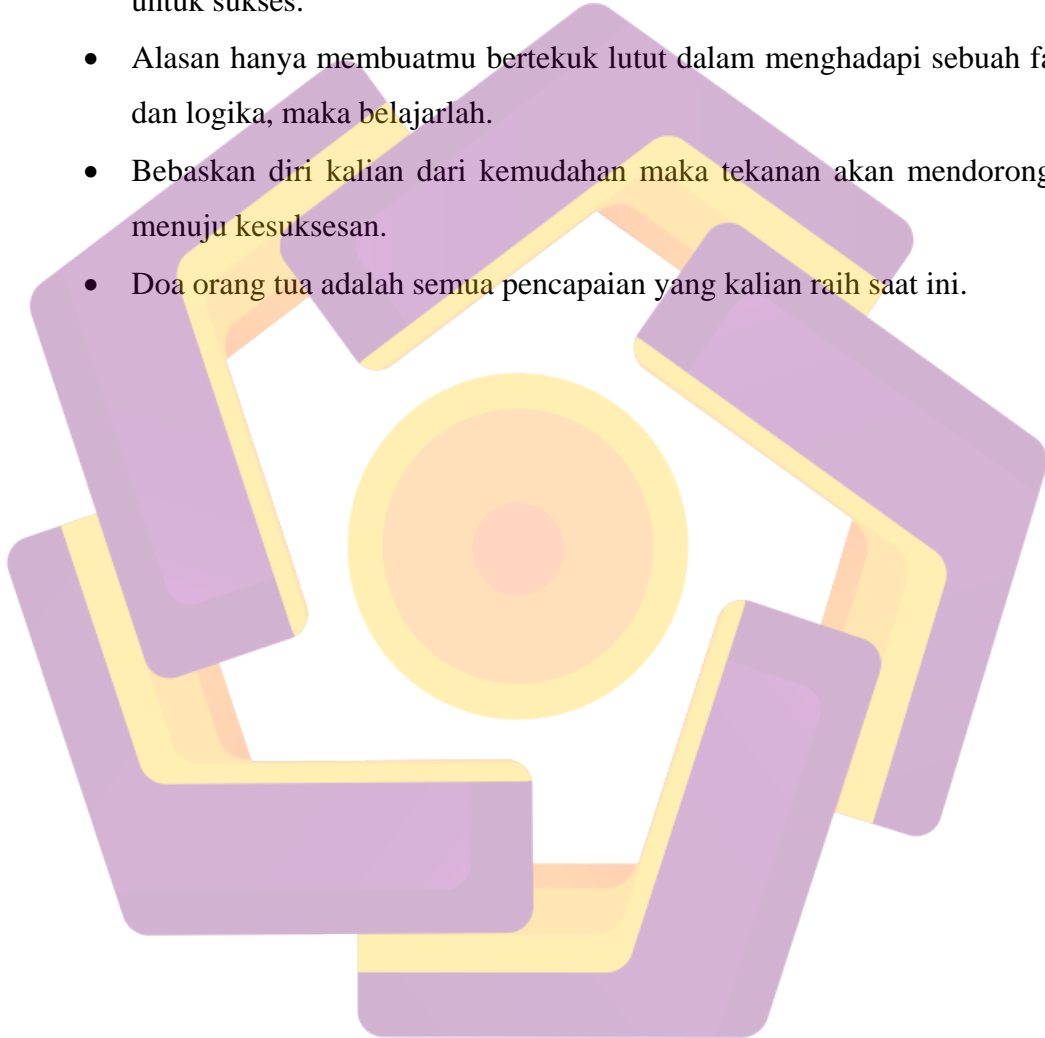 untuk sukses.
• Alasan hanya membuatmu bertekuk lutut dalam menghadapi sebuah
dan logika, maka belajarlah.
• Bebaskan diri kalian dari kemudahan maka tekanan akan mendorong
menuju kesuksesan.
• Doa orang tua adalah semua pencapaian yang kalian raih saat ini.